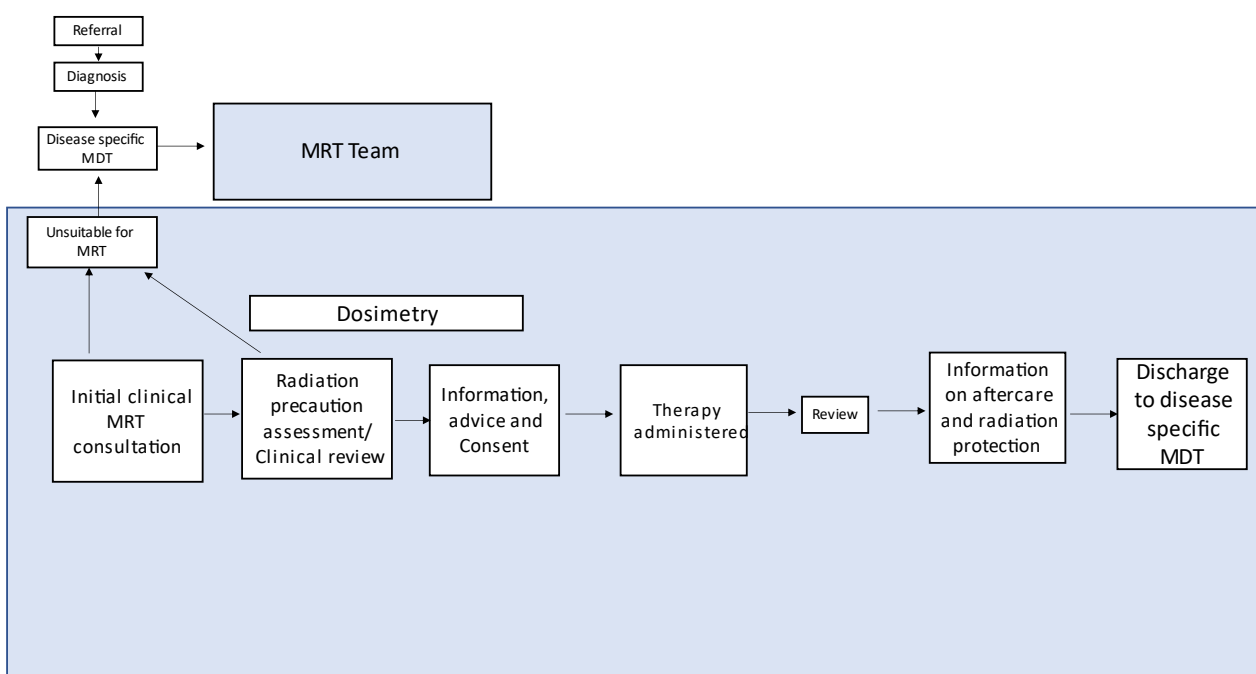 Referral
Diagnosis
Disease specific
MDT
MRT Team
Unsuitable for
MRT
Dosimetry
Initial clinical
MRT
consultation
Radiation
precaution
assessment/
Clinical review
Information,
advice and
Consent
Therapy
administered
Review
Information
on aftercare
and radiation
protection
Discharge
to disease
specific
MDT